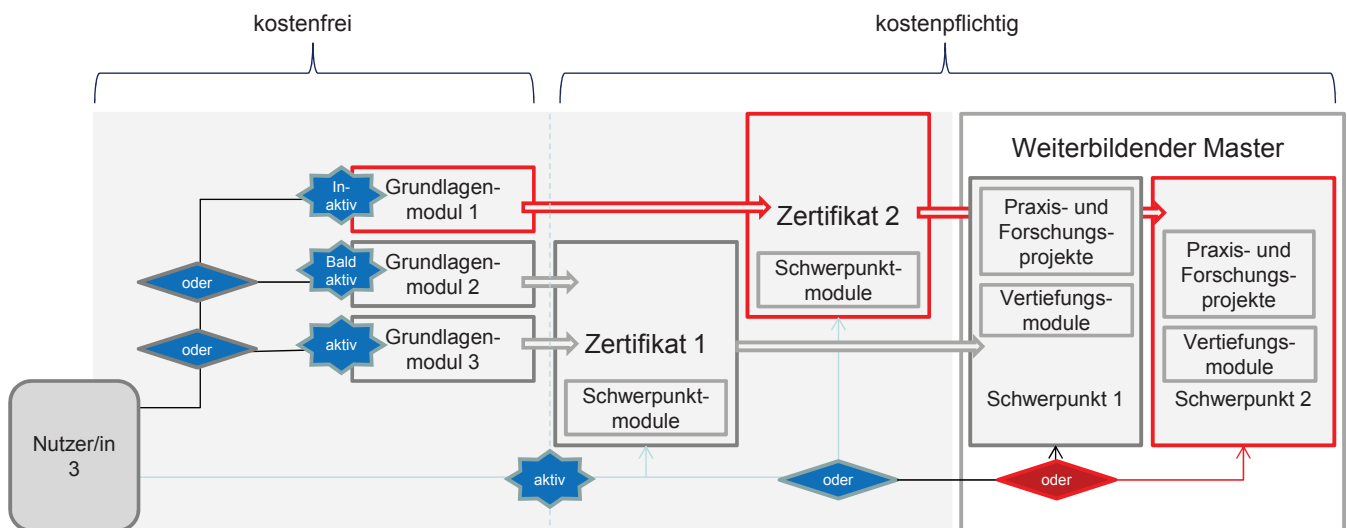 kostenfrei
kostenpflichtig
Weiterbildender Master
In-
aktiv
Grundlagen-
modul 1
Zertifikat 2
Schwerpunkt-
module
Praxis- und
Forschungs-
projekte
Vertiefungs-
module
Schwerpunkt 1
Praxis- und
Forschungs-
projekte
Vertiefungs-
module
Schwerpunkt 2
oder
Bald
aktiv
Grundlagen-
modul 2
oder
aktiv
Grundlagen-
modul 3
Zertifikat 1
Schwerpunkt-
module
Nutzer/in
3
aktiv
oder
oder